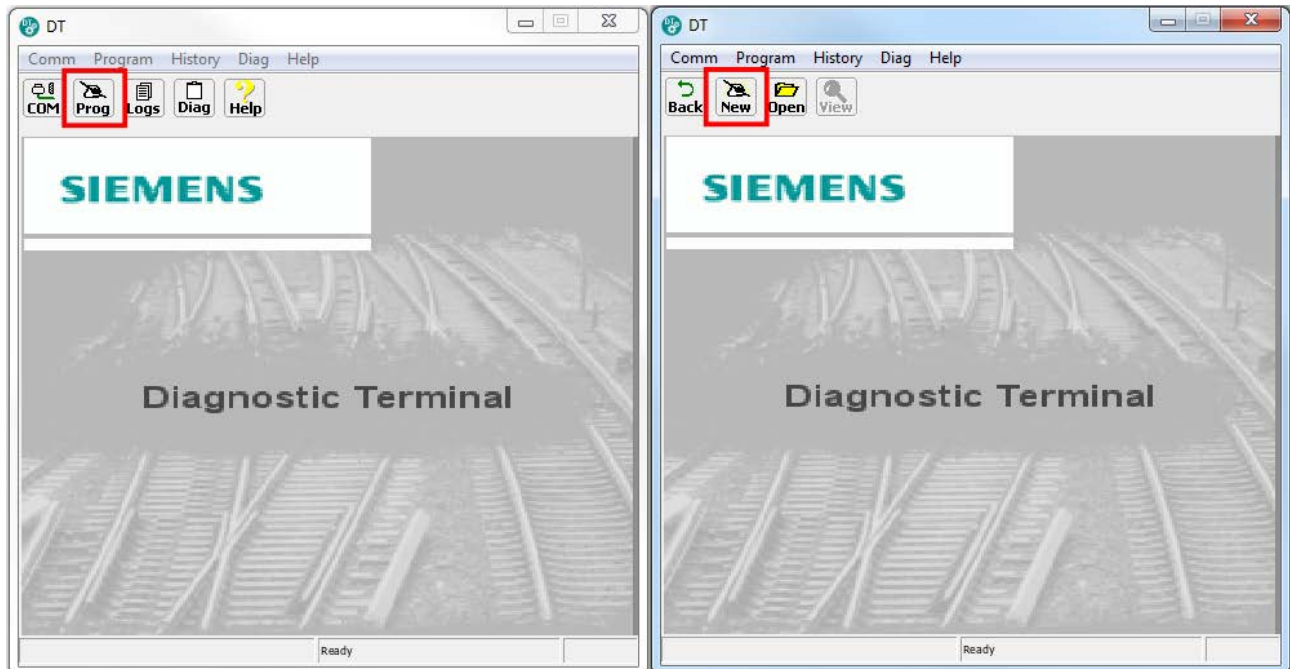 DT
Comm Program History Diag Help
COM Prog Logs Diag Help
SIEMENS
Diagnostic Terminal
Ready
DT
Comm Program History Diag Help
Back New Open View
SIEMENS
Diagnostic Terminal
Ready